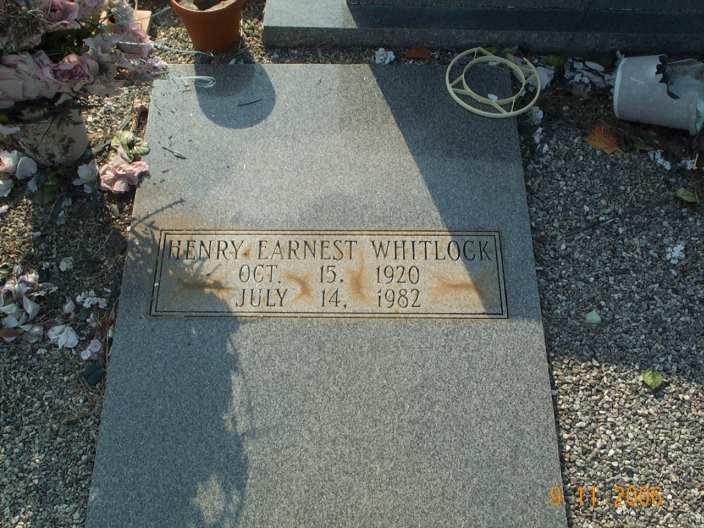 HENRY EARNEST WHITLOCK
OCT. 15, 1920
JULY 14, 1982
9 11 2006